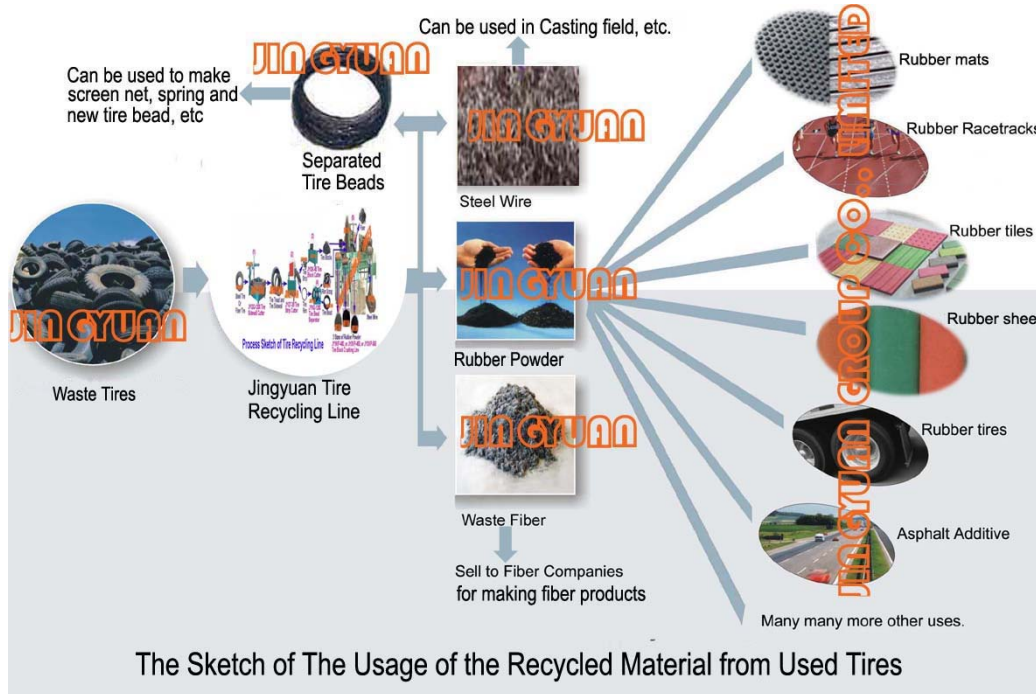 Can be used in Casting field, etc.
JINGYUAN
Can be used to make
screen net, spring and
new tire bead, etc
Separated
Tire Beads
JINGYUAN
Steel Wire
JINGYUAN
Waste Tires
Process Sketch of Tire Recycling Line
Jingyuan Tire
Recycling Line
JINGYUAN
Rubber Powder
JINGYUAN
Waste Fiber
Sell to Fiber Companies
for making fiber products
Rubber mats
Rubber Racetracks
Rubber tiles
Rubber sheet
Rubber tires
Asphalt Additive
Many many more other uses.
JINGYUAN GROUP CO., LIMITED
The Sketch of The Usage of the Recycled Material from Used Tires